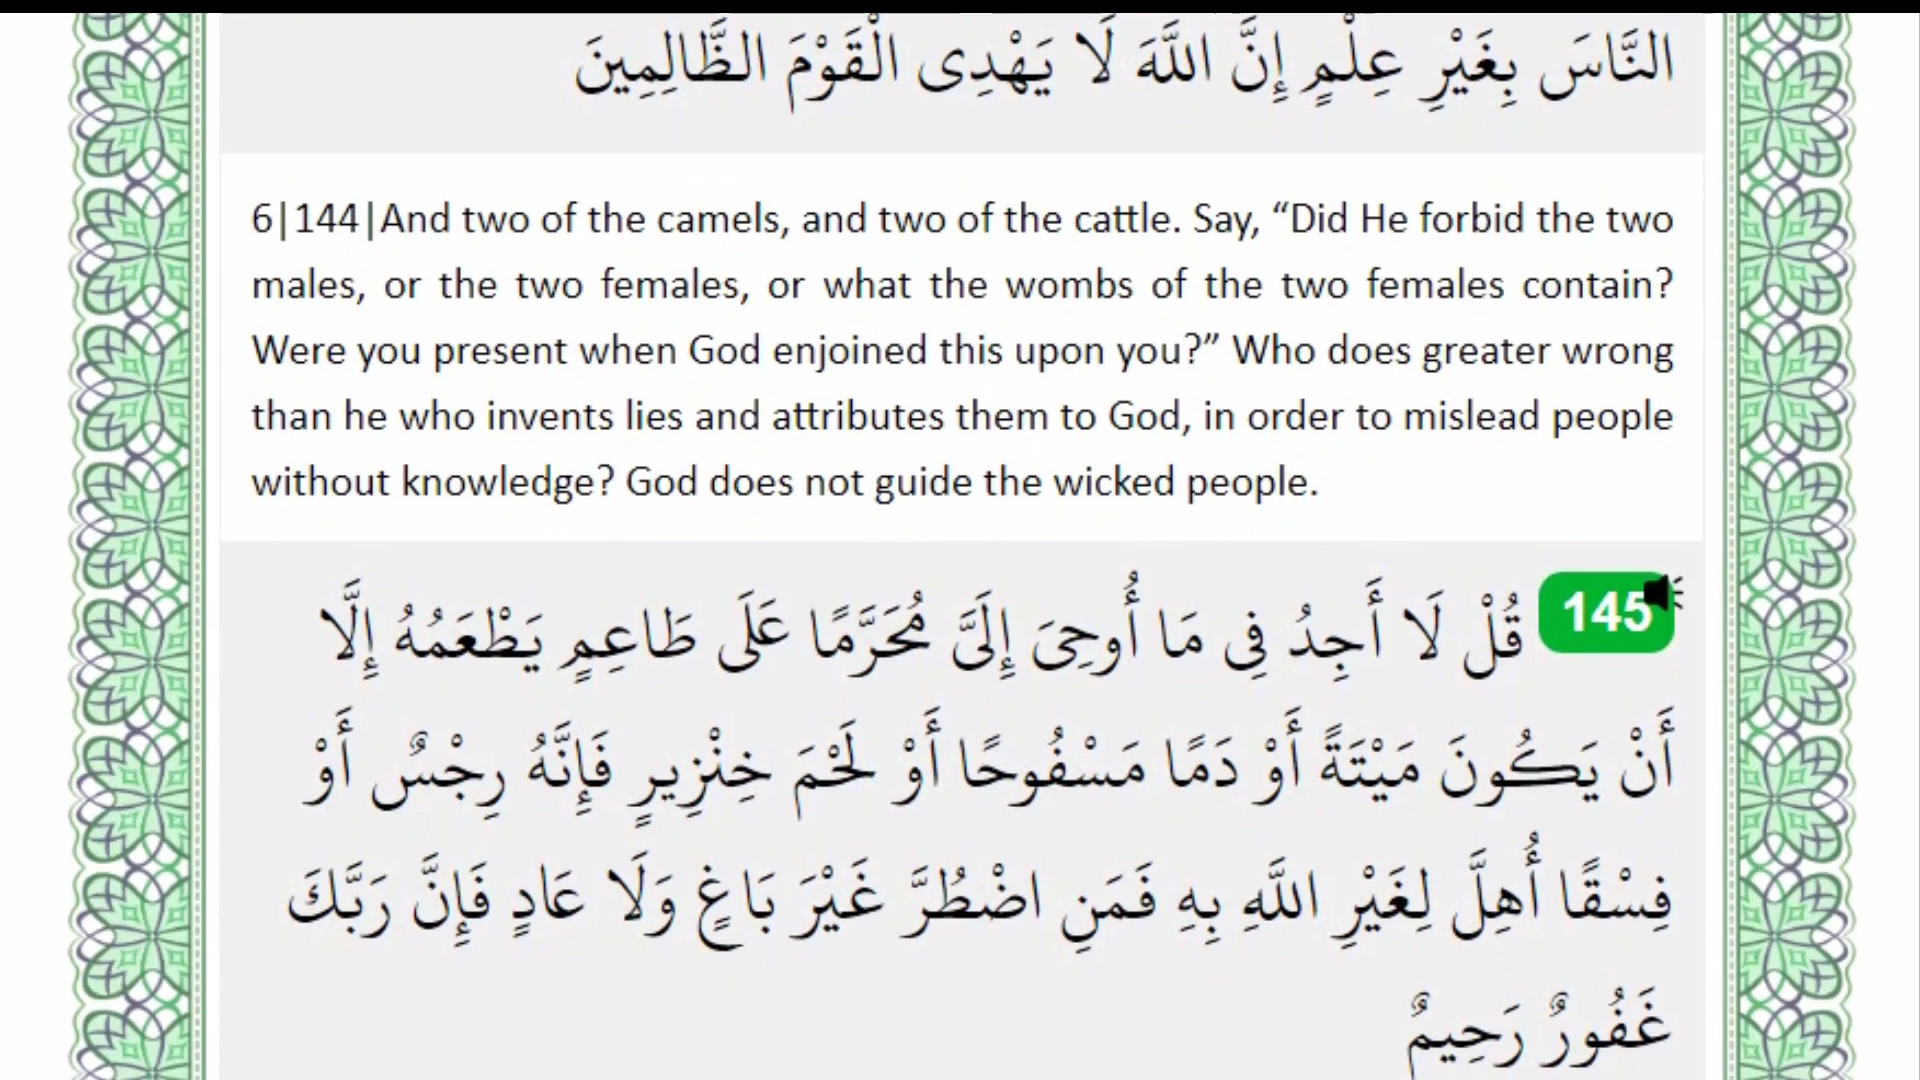 النَّاسَ بِغَيْرِ عِلْمٍ إِنَّ اللَّهَ لَا يَهْدِى الْقَوْمَ الظَّالِمِينَ
6|144|And two of the camels, and two of the cattle. Say, “Did He forbid the two
males, or the two females, or what the wombs of the two females contain?
Were you present when God enjoined this upon you?” Who does greater wrong
than he who invents lies and attributes them to God, in order to mislead people
without knowledge? God does not guide the wicked people.
145 قُلْ لَا أَجِدُ فِى مَا أُوحِىَ إِلَىَّ مُحَرَّمًا عَلَى طَاعِمٍ يَطْعَمُهُ إِلَّا
أَنْ يَكُونَ مَيْتَةً أَوْ دَمًا مَسْفُوحًا أَوْ لَحْمَ خِنْزِيرٍ فَإِنَّهُ رِجْسٌ أَوْ
فِسْقًا أُهِلَّ لِغَيْرِ اللَّهِ بِهِ فَمَنِ اضْطُرَّ غَيْرَ بَاغٍ وَلَا عَادٍ فَإِنَّ رَبَّكَ
غَفُورٌ رَحِيمٌ